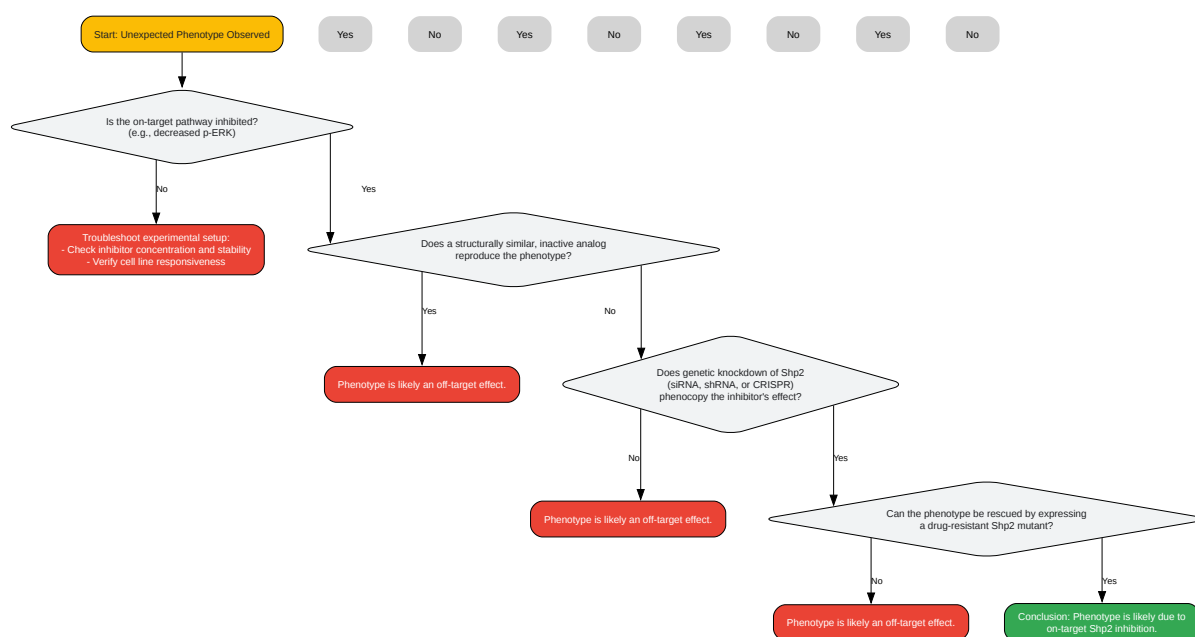 Start: Unexpected Phenotype Observed
Yes
No
Yes
No
Yes
No
Yes
No
Is the on-target pathway inhibited?
(e.g., decreased p-ERK)
No
Yes
Troubleshoot experimental setup:
- Check inhibitor concentration and stability
- Verify cell line responsiveness
Does a structurally similar, inactive analog
reproduce the phenotype?
Yes
No
Phenotype is likely an off-target effect.
Does genetic knockdown of Shp2
(siRNA, shRNA, or CRISPR)
phenocopy the inhibitor's effect?
No
Yes
Phenotype is likely an off-target effect.
Can the phenotype be rescued by expressing
a drug-resistant Shp2 mutant?
No
Yes
Phenotype is likely an off-target effect.
Conclusion: Phenotype is likely due to
on-target Shp2 inhibition.